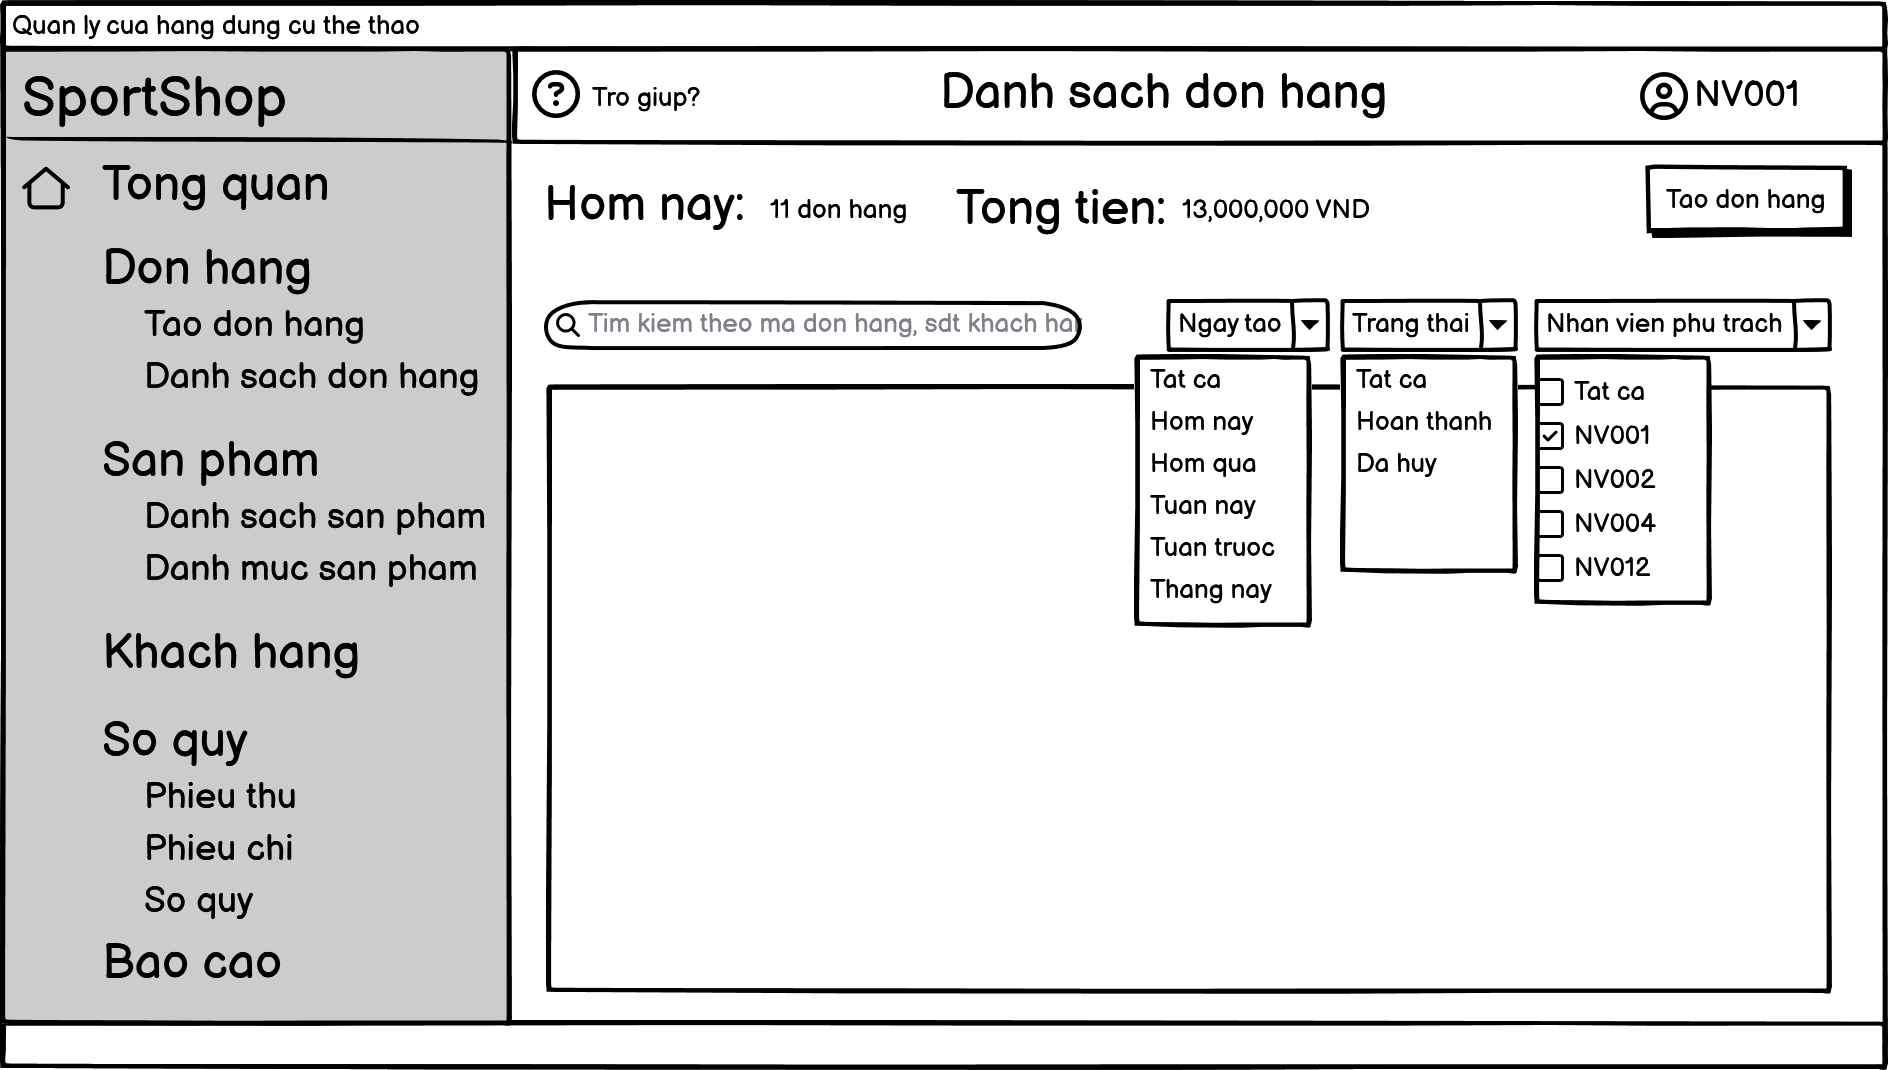 Quan ly cua hang dung cu the thao
SportShop
Tro giup?
Danh sach don hang
NV001
Tong quan
Don hang
Tao don hang
Danh sach don hang
San pham
Danh sach san pham
Danh muc san pham
Khach hang
So quy
Phieu thu
Phieu chi
So quy
Bao cao
Hom nay: 11 don hang
Tong tien: 13,000,000 VND
Tao don hang
Tim kiem theo ma don hang, sdt khach
Ngay tao
Tat ca
Hom nay
Hom qua
Tuan nay
Tuan truoc
Thang nay
Trang thai
Tat ca
Hoan thanh
Da huy
Nhan vien phu trach
Tat ca
NV001
NV002
NV004
NV012